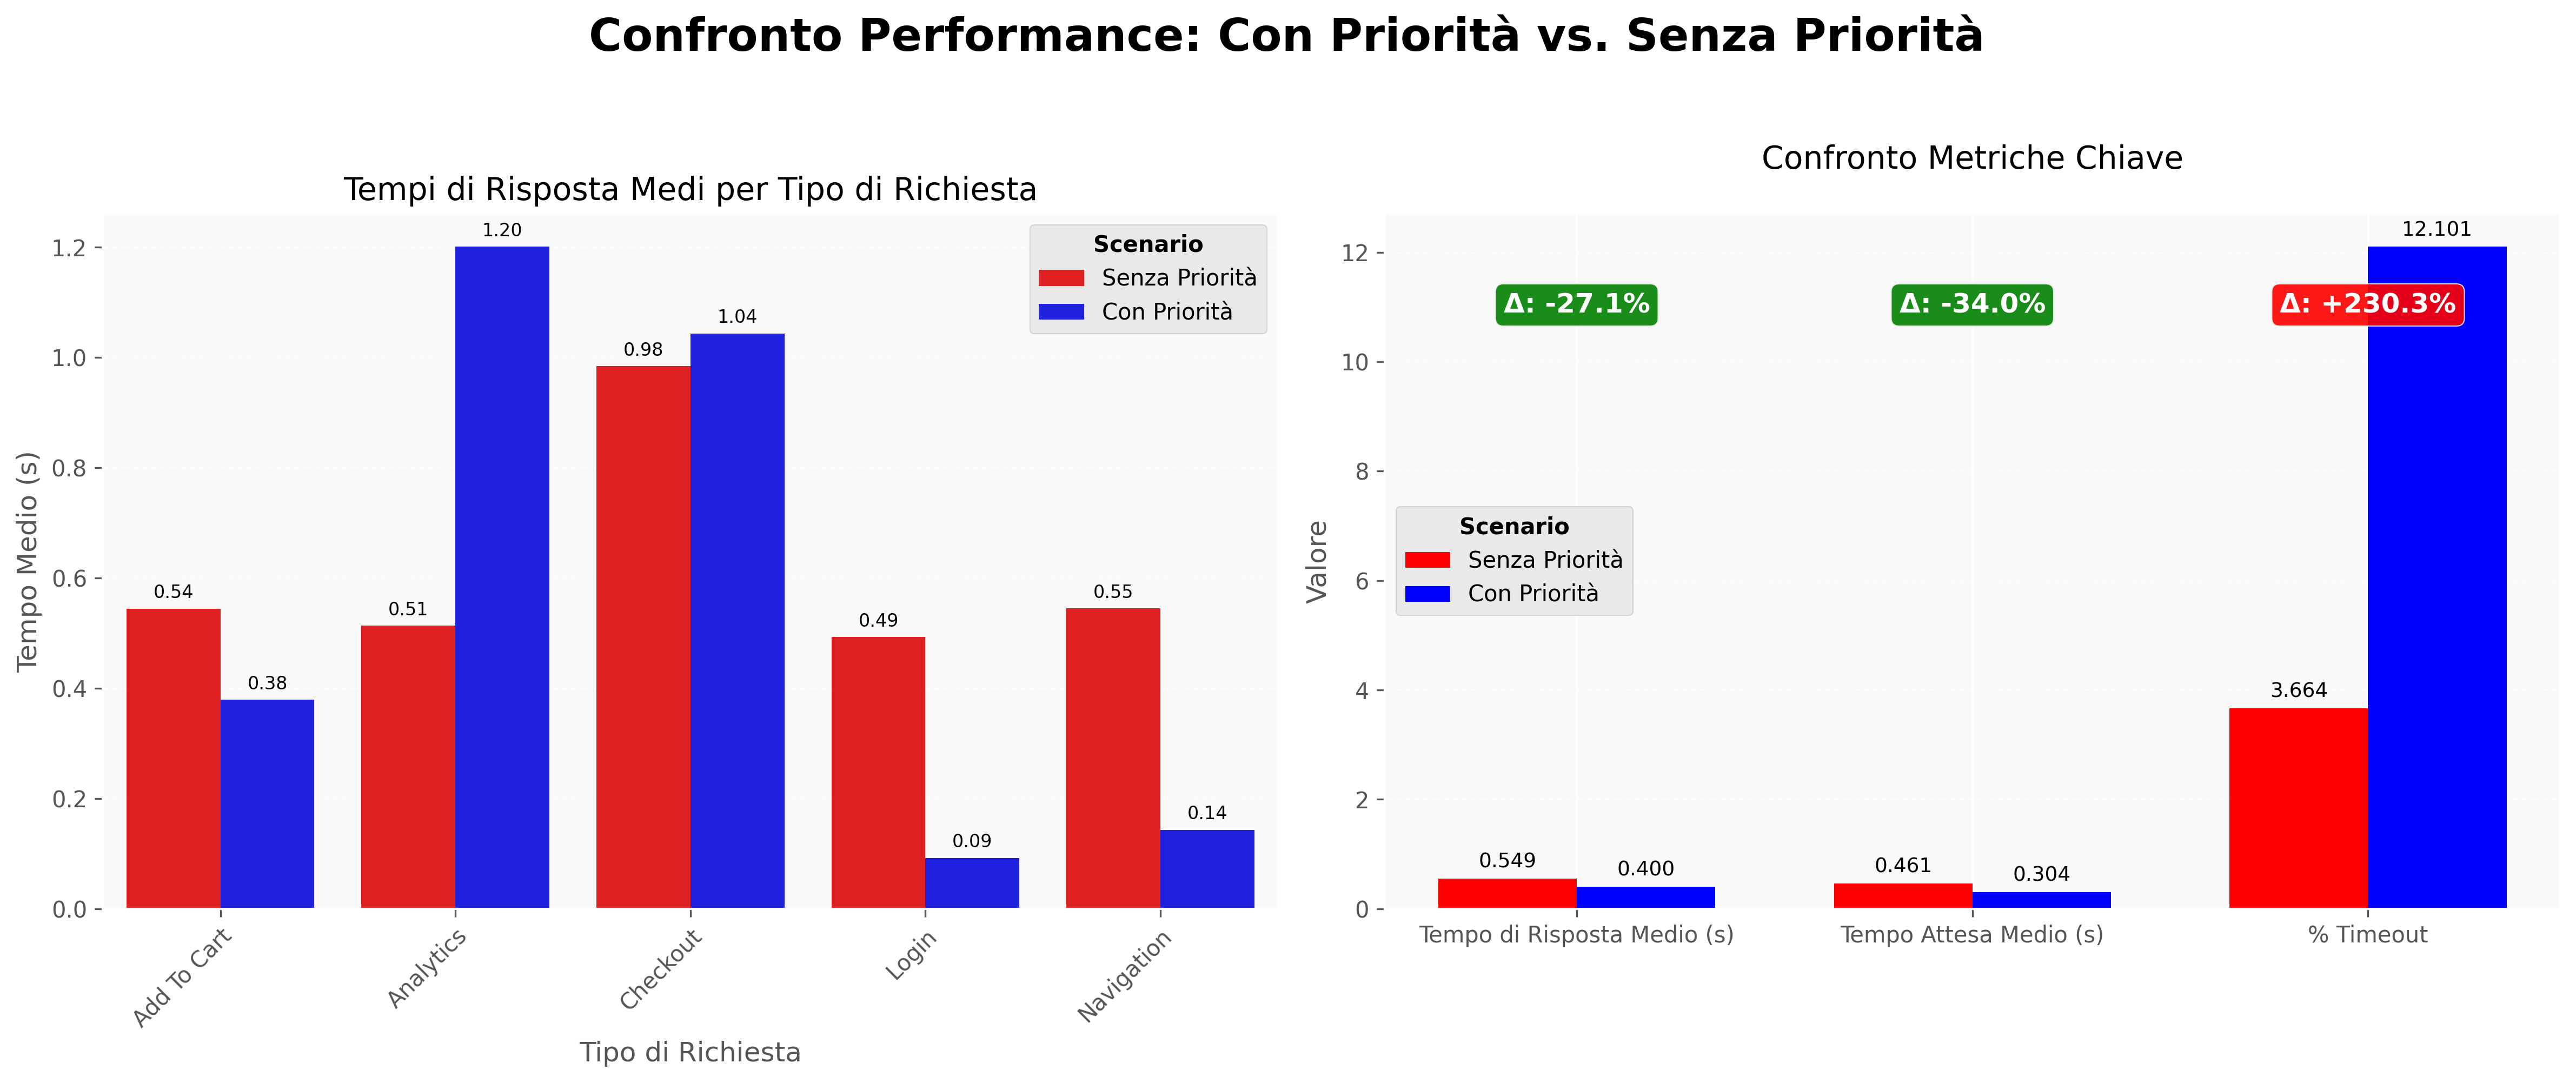 Confronto Performance: Con Priorità vs. Senza Priorità
Tempi di Risposta Medi per Tipo di Richiesta
Tempo Medio (s)
1.2
1.0
0.8
0.6
0.4
0.2
0.0
0.54
0.38
0.51
1.20
0.98
1.04
0.49
0.09
0.55
0.14
Scenario
Senza Priorità
Con Priorità
Add To Cart
Analytics
Checkout
Login
Navigation
Tipo di Richiesta
Confronto Metriche Chiave
Valore
12
10
8
6
4
2
0
Δ: -27.1%
Δ: -34.0%
Δ: +230.3%
Scenario
Senza Priorità
Con Priorità
0.549
0.400
0.461
0.304
3.664
12.101
Tempo di Risposta Medio (s)
Tempo Attesa Medio (s)
% Timeout